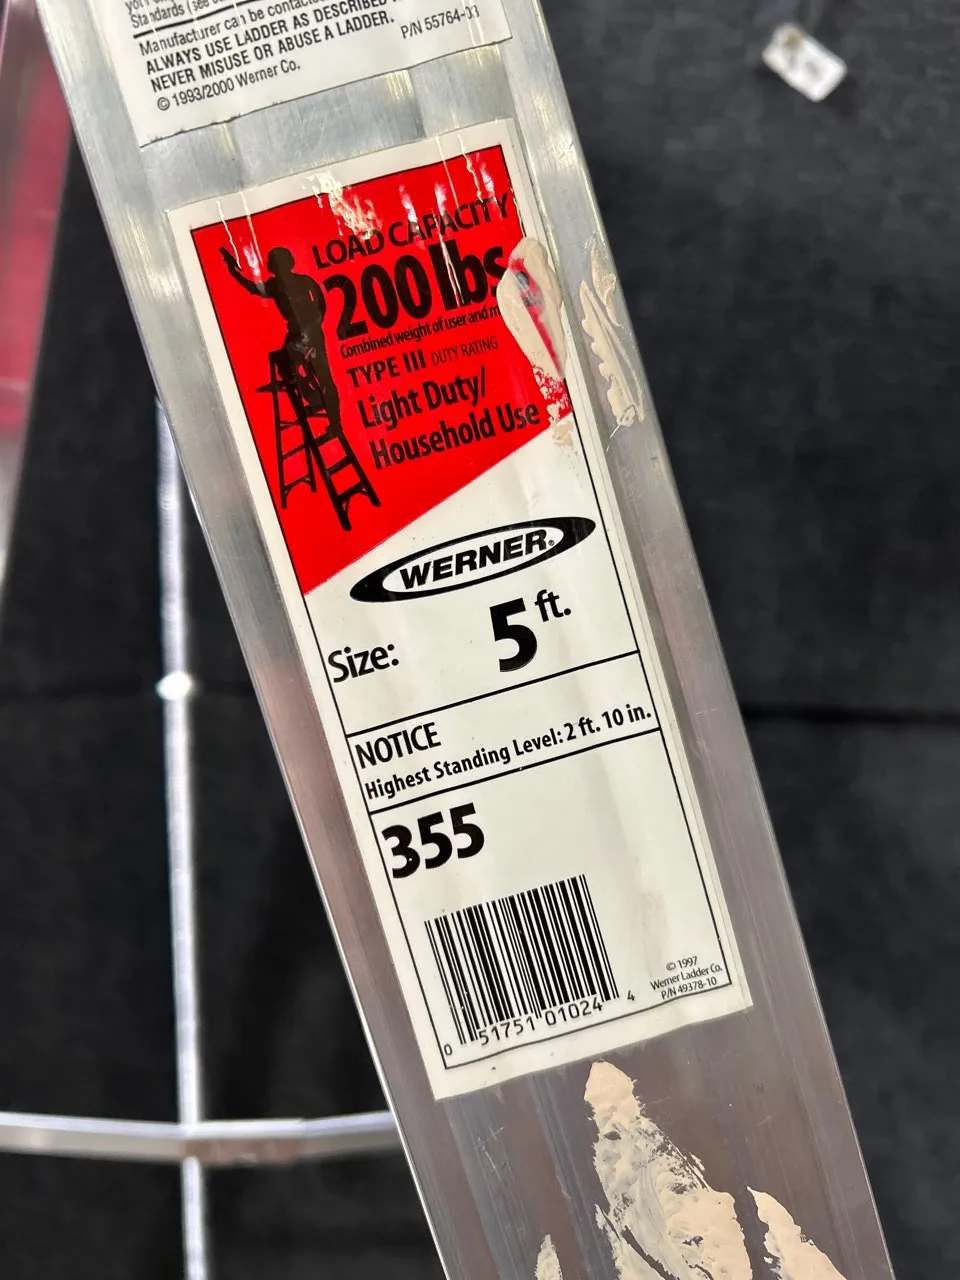 Standards (see
Manufacturer can be contacted
ALWAYS USE LADDER AS DESCRIBED
NEVER MISUSE OR ABUSE A LADDER.
© 1993/2000 Werner Co.
P/N 55764-03
LOAD CAPACITY
200 lbs
Combined weight of user and
TYPE III DUTY RATING
Light Duty/
Household Use
WERNER®
Size: 5 ft.
NOTICE
Highest Standing Level: 2 ft. 10 in.
355
0 51751 01024 4
© 1997
Werner Ladder Co.
P/N 49378-10